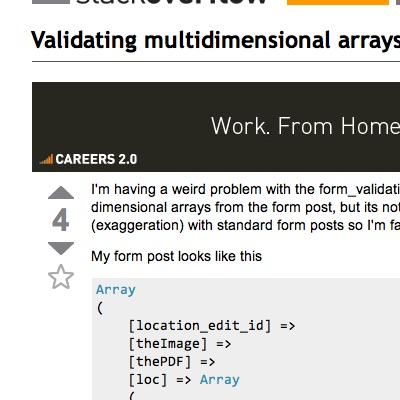 stackoverflow
Validating multidimensional arrays
Work. From Home
CAREERS 2.0
I'm having a weird problem with the form_validati
dimensional arrays from the form post, but its not
4
(exaggeration) with standard form posts so I'm fa
My form post looks like this
Array
(
[location_edit_id] =>
[theImage] =>
[thePDF] =>
[loc] => Array
(